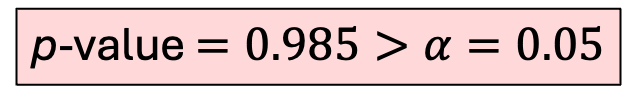 p-value = 0.985 > α = 0.05